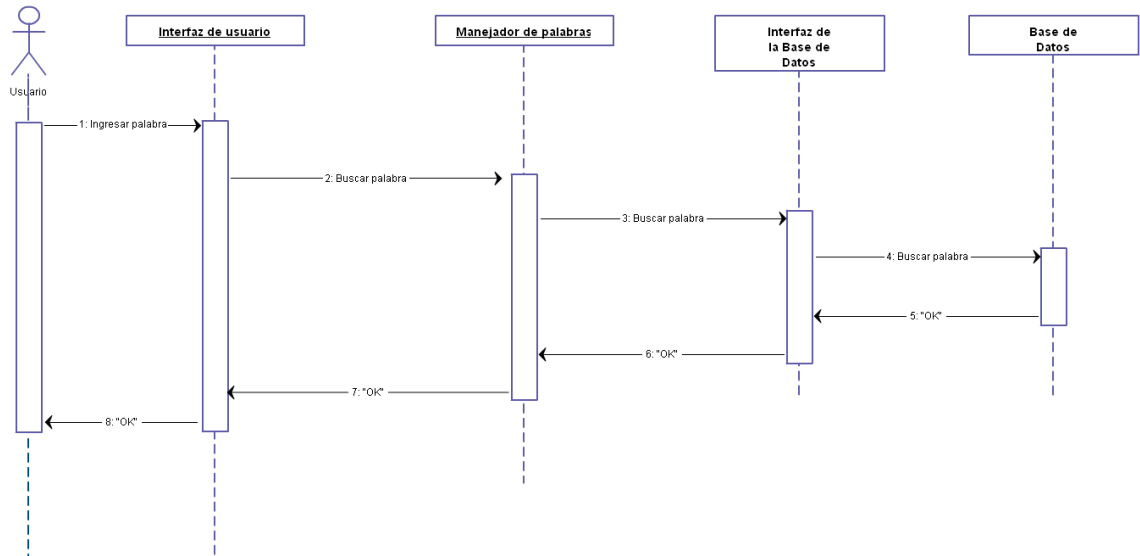 Interfaz de usuario
Manejador de palabras
Interfaz de
la Base de
Datos
Base de
Datos
Usuario
1: Ingresar palabra
2: Buscar palabra
3: Buscar palabra
4: Buscar palabra
5: "OK"
6: "OK"
7: "OK"
8: "OK"